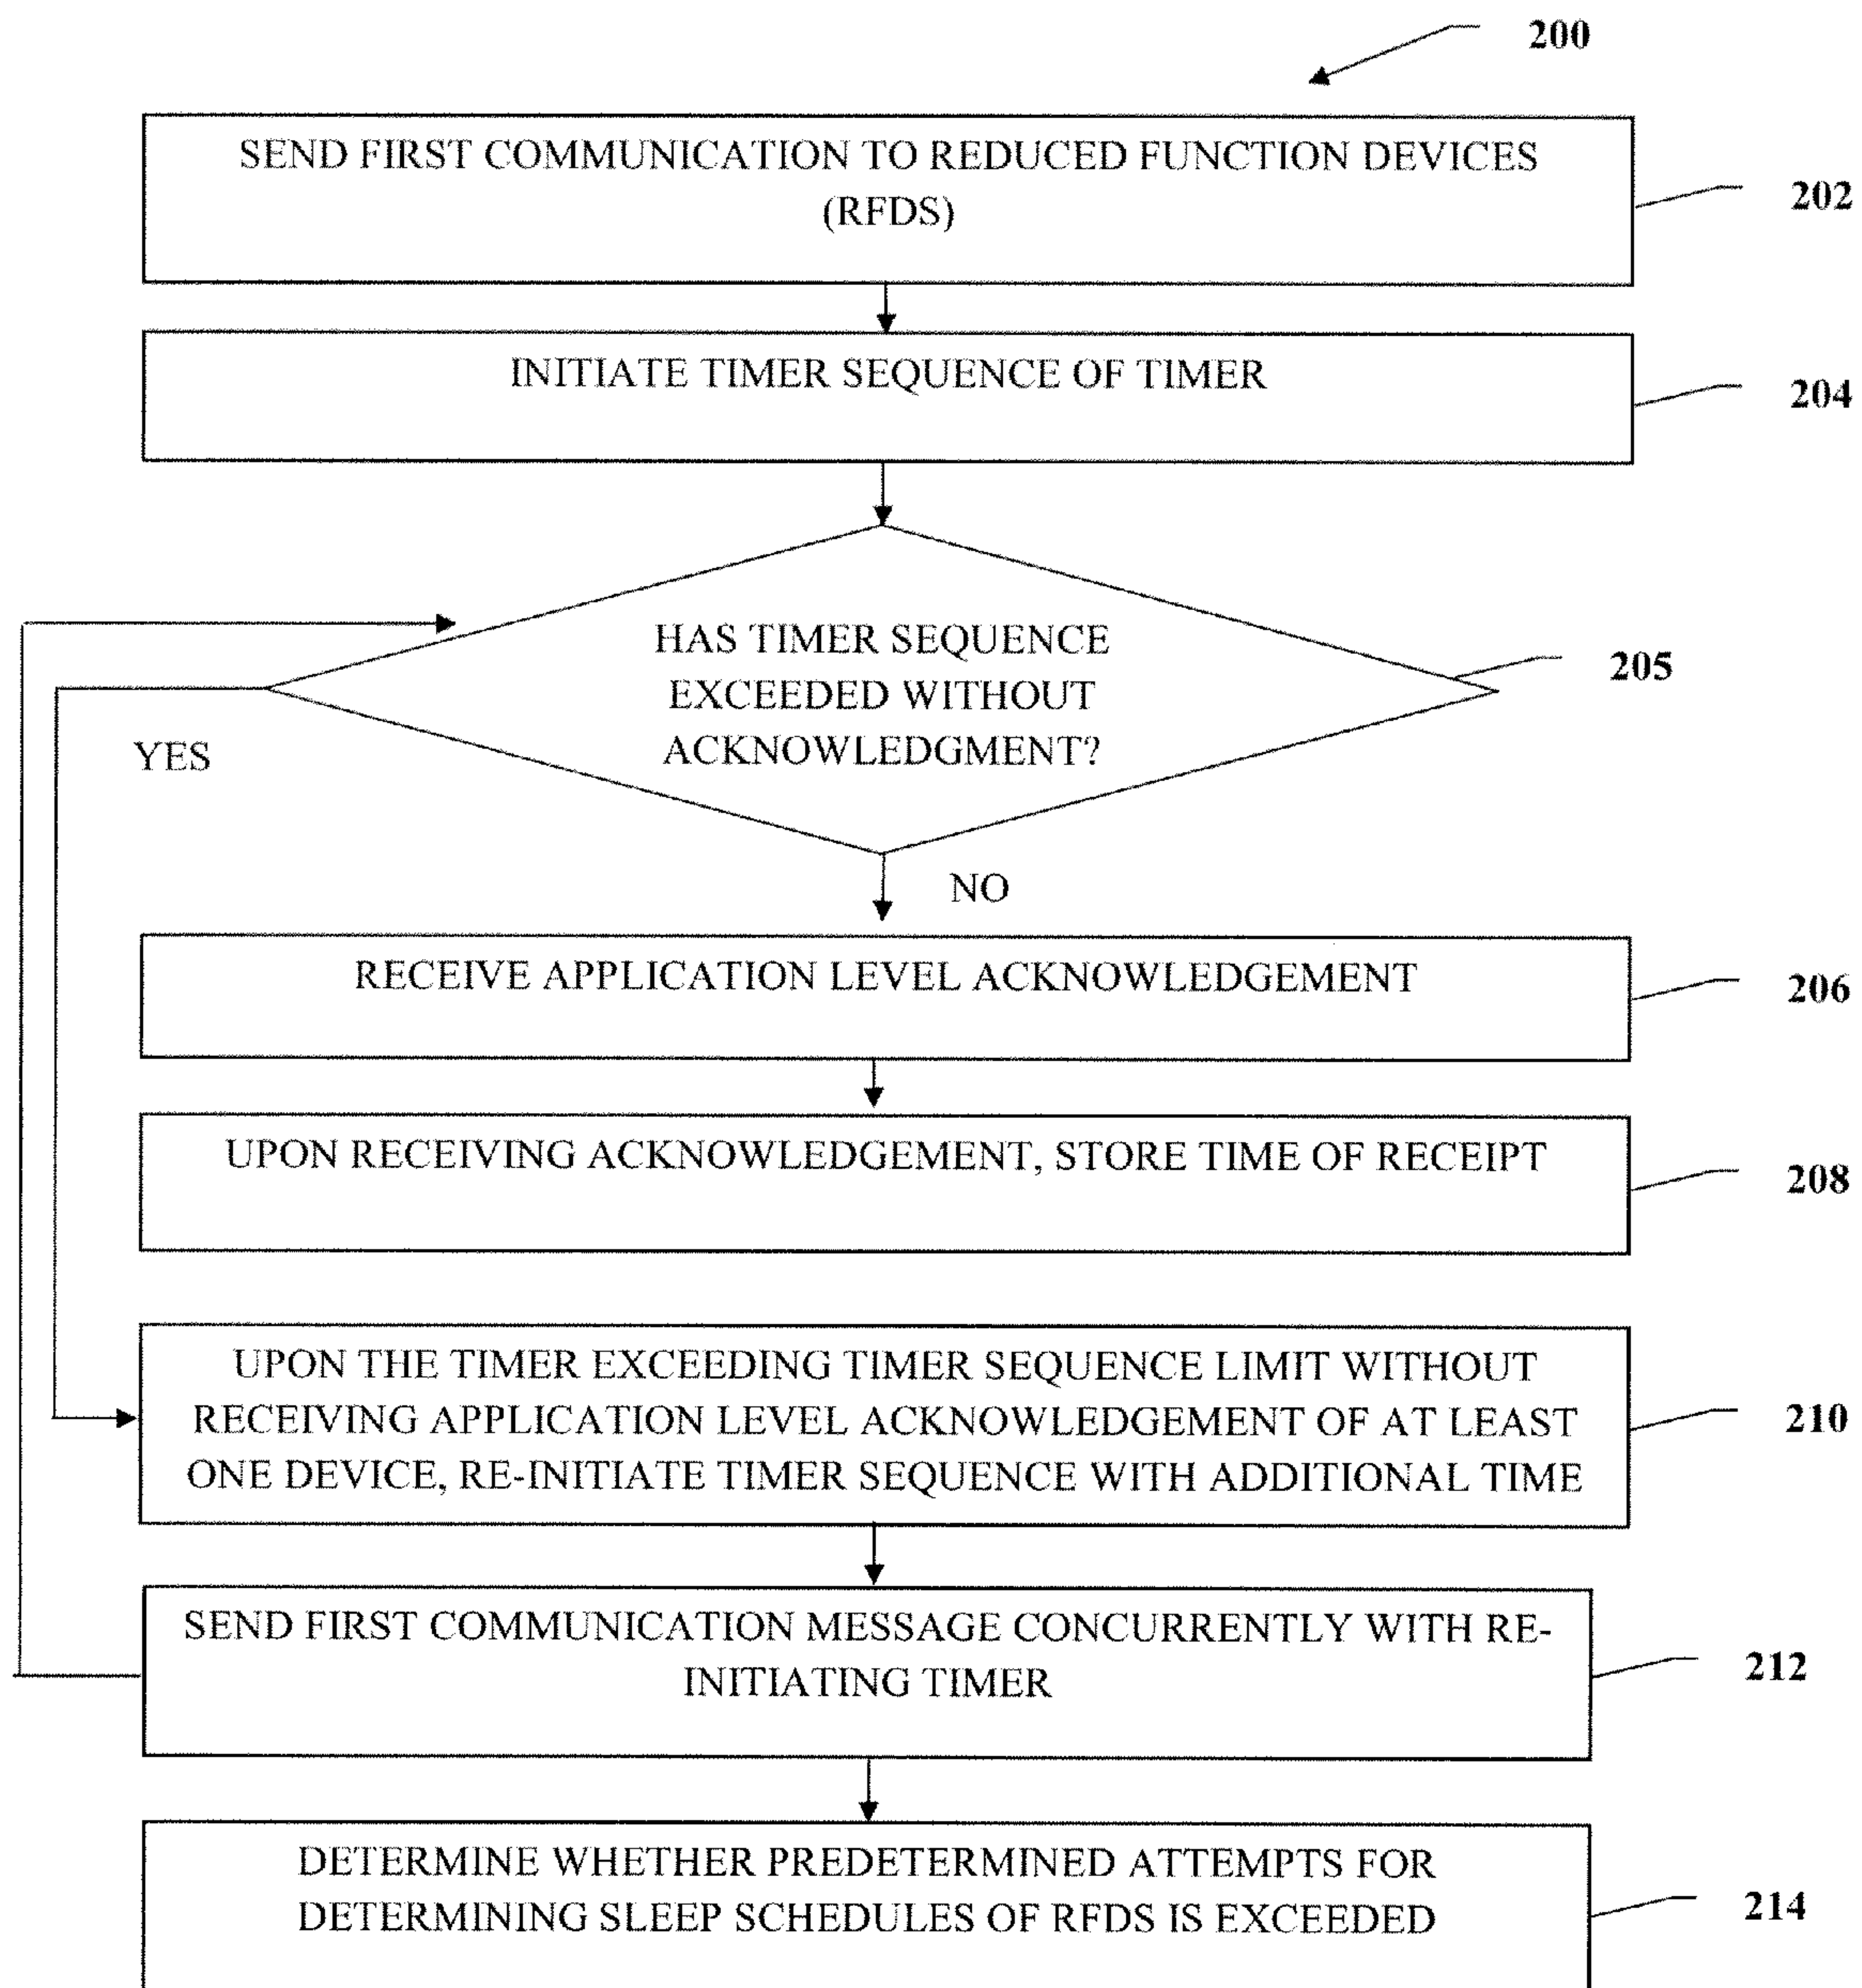 200
SEND FIRST COMMUNICATION TO REDUCED FUNCTION DEVICES
(RFDS)
202
INITIATE TIMER SEQUENCE OF TIMER
204
HAS TIMER SEQUENCE
EXCEEDED WITHOUT
ACKNOWLEDGMENT?
205
YES
NO
RECEIVE APPLICATION LEVEL ACKNOWLEDGEMENT
206
UPON RECEIVING ACKNOWLEDGEMENT, STORE TIME OF RECEIPT
208
UPON THE TIMER EXCEEDING TIMER SEQUENCE LIMIT WITHOUT
RECEIVING APPLICATION LEVEL ACKNOWLEDGEMENT OF AT LEAST
ONE DEVICE, RE-INITIATE TIMER SEQUENCE WITH ADDITIONAL TIME
210
SEND FIRST COMMUNICATION MESSAGE CONCURRENTLY WITH RE-
INITIATING TIMER
212
DETERMINE WHETHER PREDETERMINED ATTEMPTS FOR
DETERMINING SLEEP SCHEDULES OF RFDS IS EXCEEDED
214